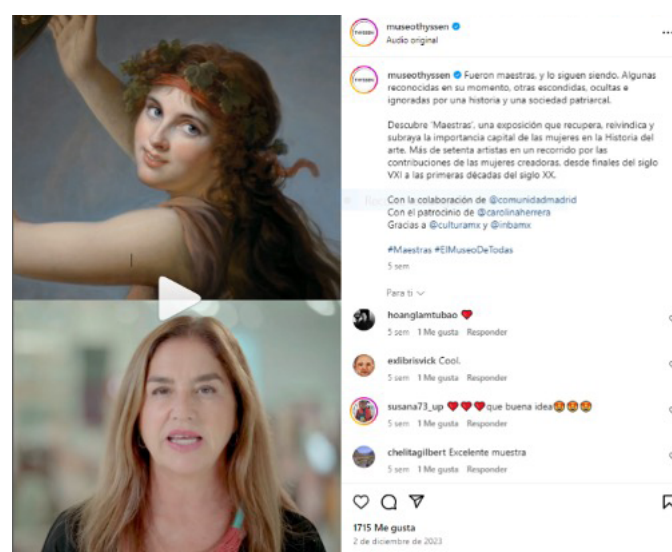 museothyssen
Audio original
museothyssen Fueron maestras, y lo siguen siendo. Algunas
reconocidas en su momento, otras escondidas, ocultas e
ignoradas por una historia y una sociedad patriarcal.
Descubre 'Maestras', una exposición que recupera, reivindica y
subraya la importancia capital de las mujeres en la Historia del
arte. Más de setenta artistas en un recorrido por las
contribuciones de las mujeres creadoras, desde finales del siglo
XVI a las primeras décadas del siglo XX.
Con la colaboración de @comunidadmadrid
Con el patrocinio de @carolinaherrera
Gracias a @culturamx y @inbamx
#Maestras #ElMuseoDeTodas
5 sem
Para ti
hoanglamtubao ❤️
5 sem 1 Me gusta Responder
exlibrisvick Cool.
5 sem 1 Me gusta Responder
susana73_up ❤️❤️❤️que buena idea🥰🥰🥰
5 sem 1 Me gusta Responder
chelitagilbert Excelente muestra
5 sem 1 Me gusta Responder
1715 Me gusta
2 de diciembre de 2023